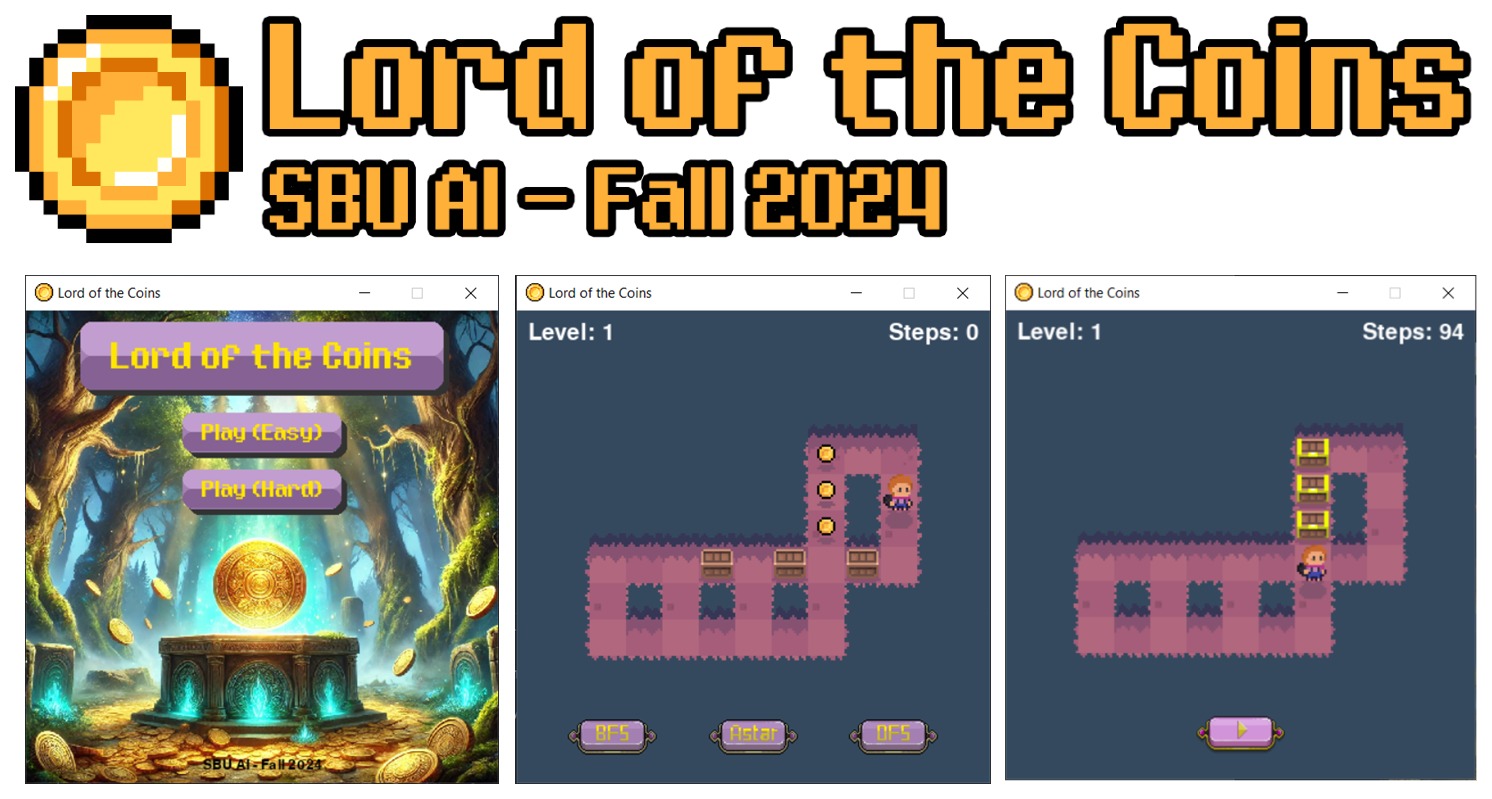 Lord of the Coins
SBU AI - Fall 2024
Lord of the Coins
Lord of the Coins
Play (Easy)
Play (Hard)
SBU AI - Fall 2024
Lord of the Coins
Level: 1
Steps: 0
BFS
Astar
DFS
Lord of the Coins
Level: 1
Steps: 94